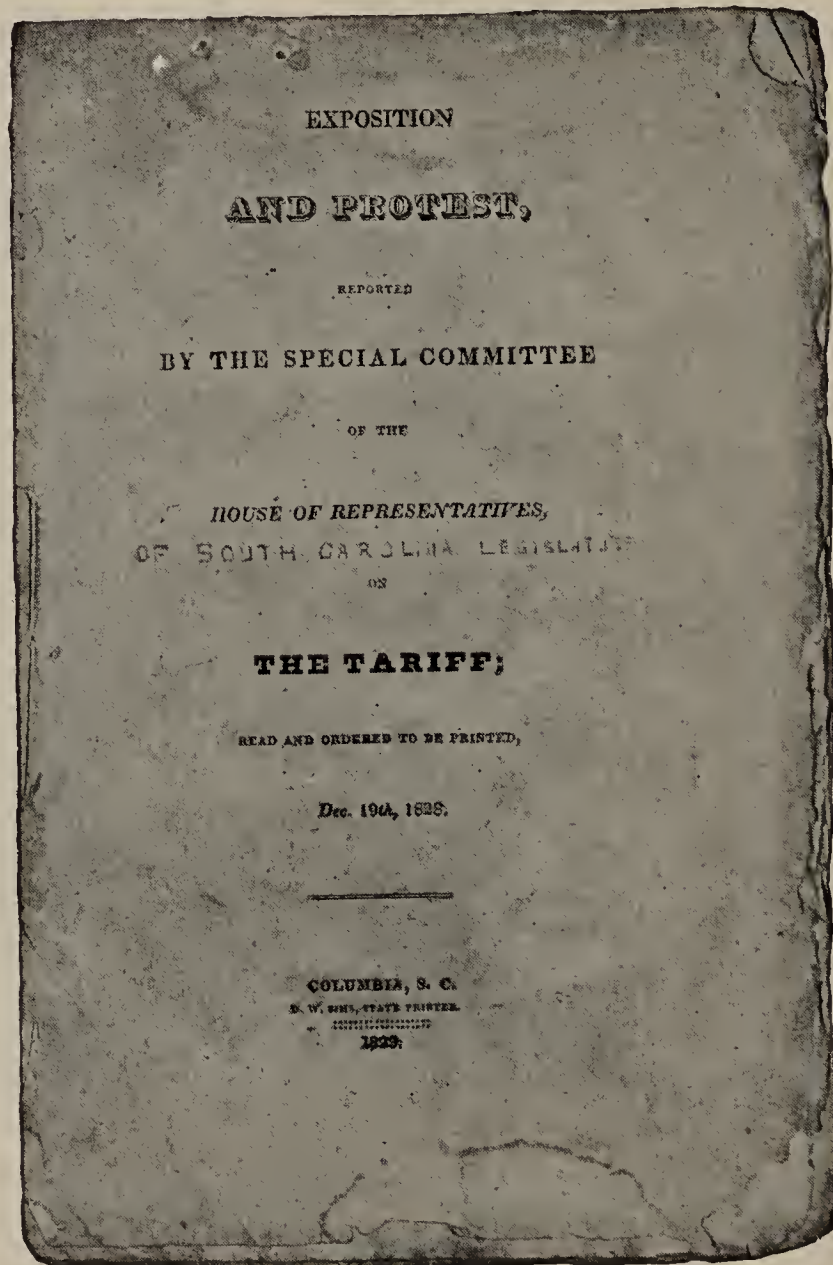 EXPOSITION
AND PROTEST,
REPORTED
BY THE SPECIAL COMMITTEE
OF THE
HOUSE OF REPRESENTATIVES,
OF SOUTH CAROLINA LEGISLATURE
ON
THE TARIFF;
READ AND ORDERED TO BE PRINTED,
Dec. 19th, 1828.
COLUMBIA, S. C.
D. W. SIMS, STATE PRINTER.
1829.